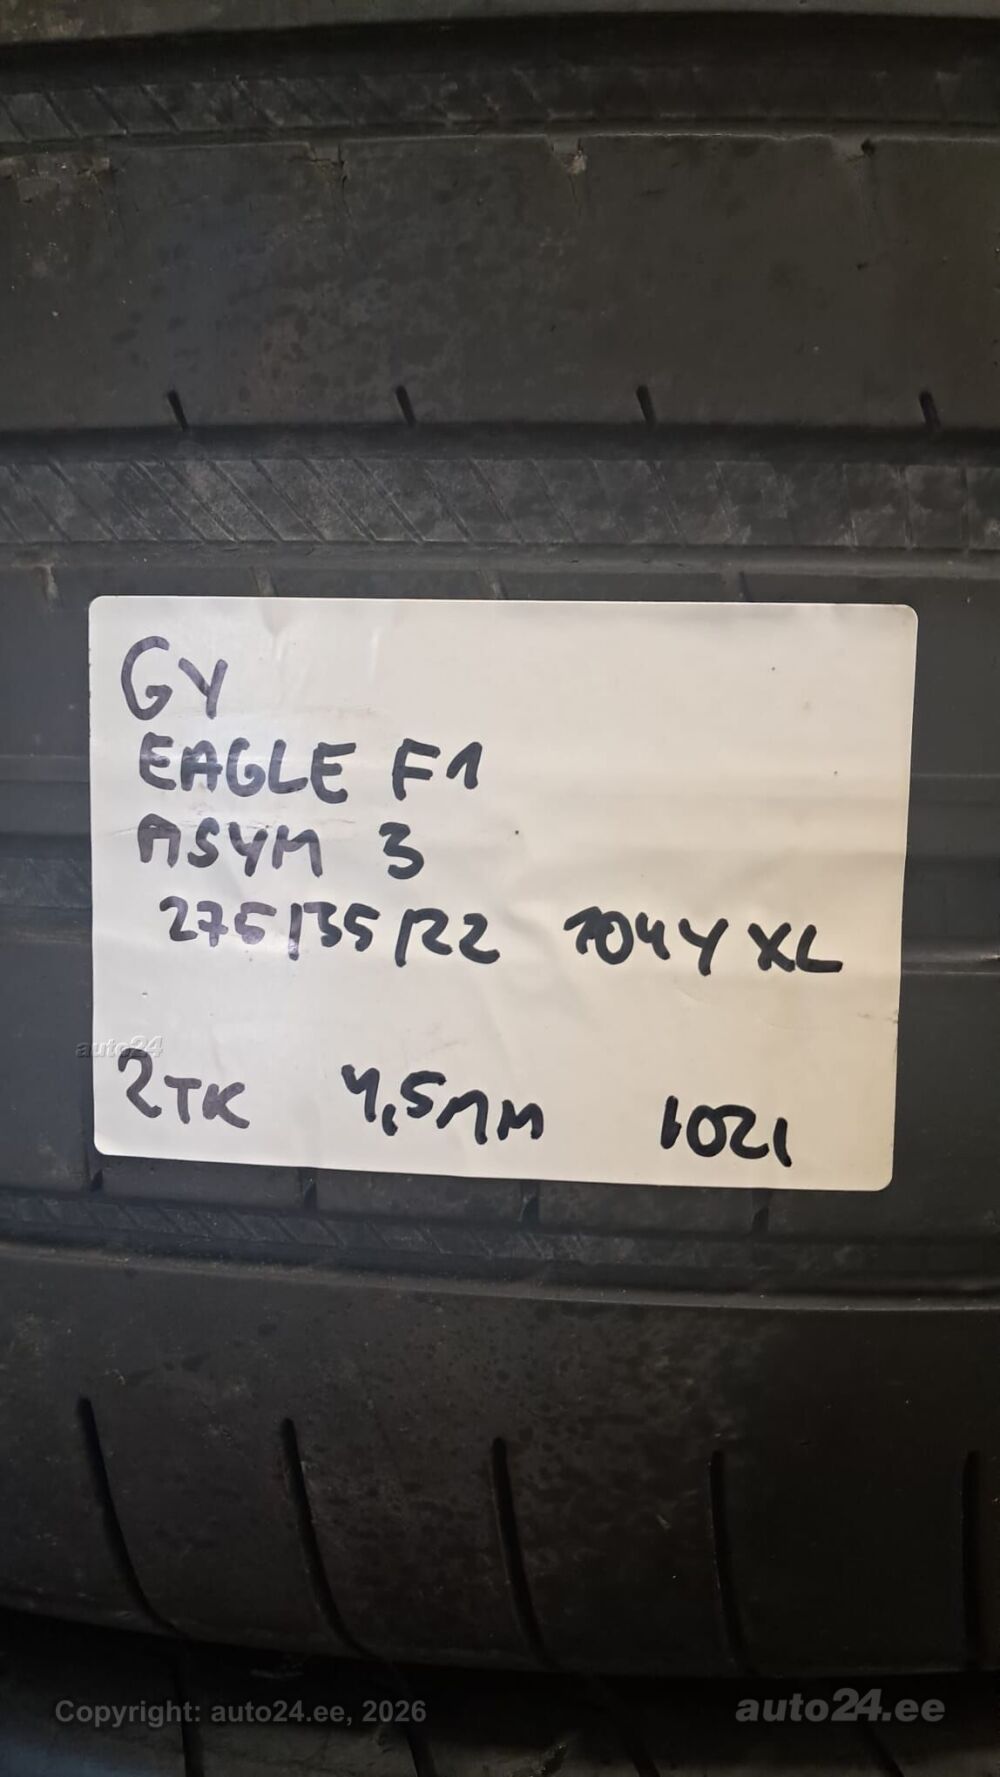 GY
EAGLE F1
ASYM 3
275/35/R22 104Y XL
auto24
2TK 4,5MM 1021
Copyright: auto24.ee, 2026
auto24.ee